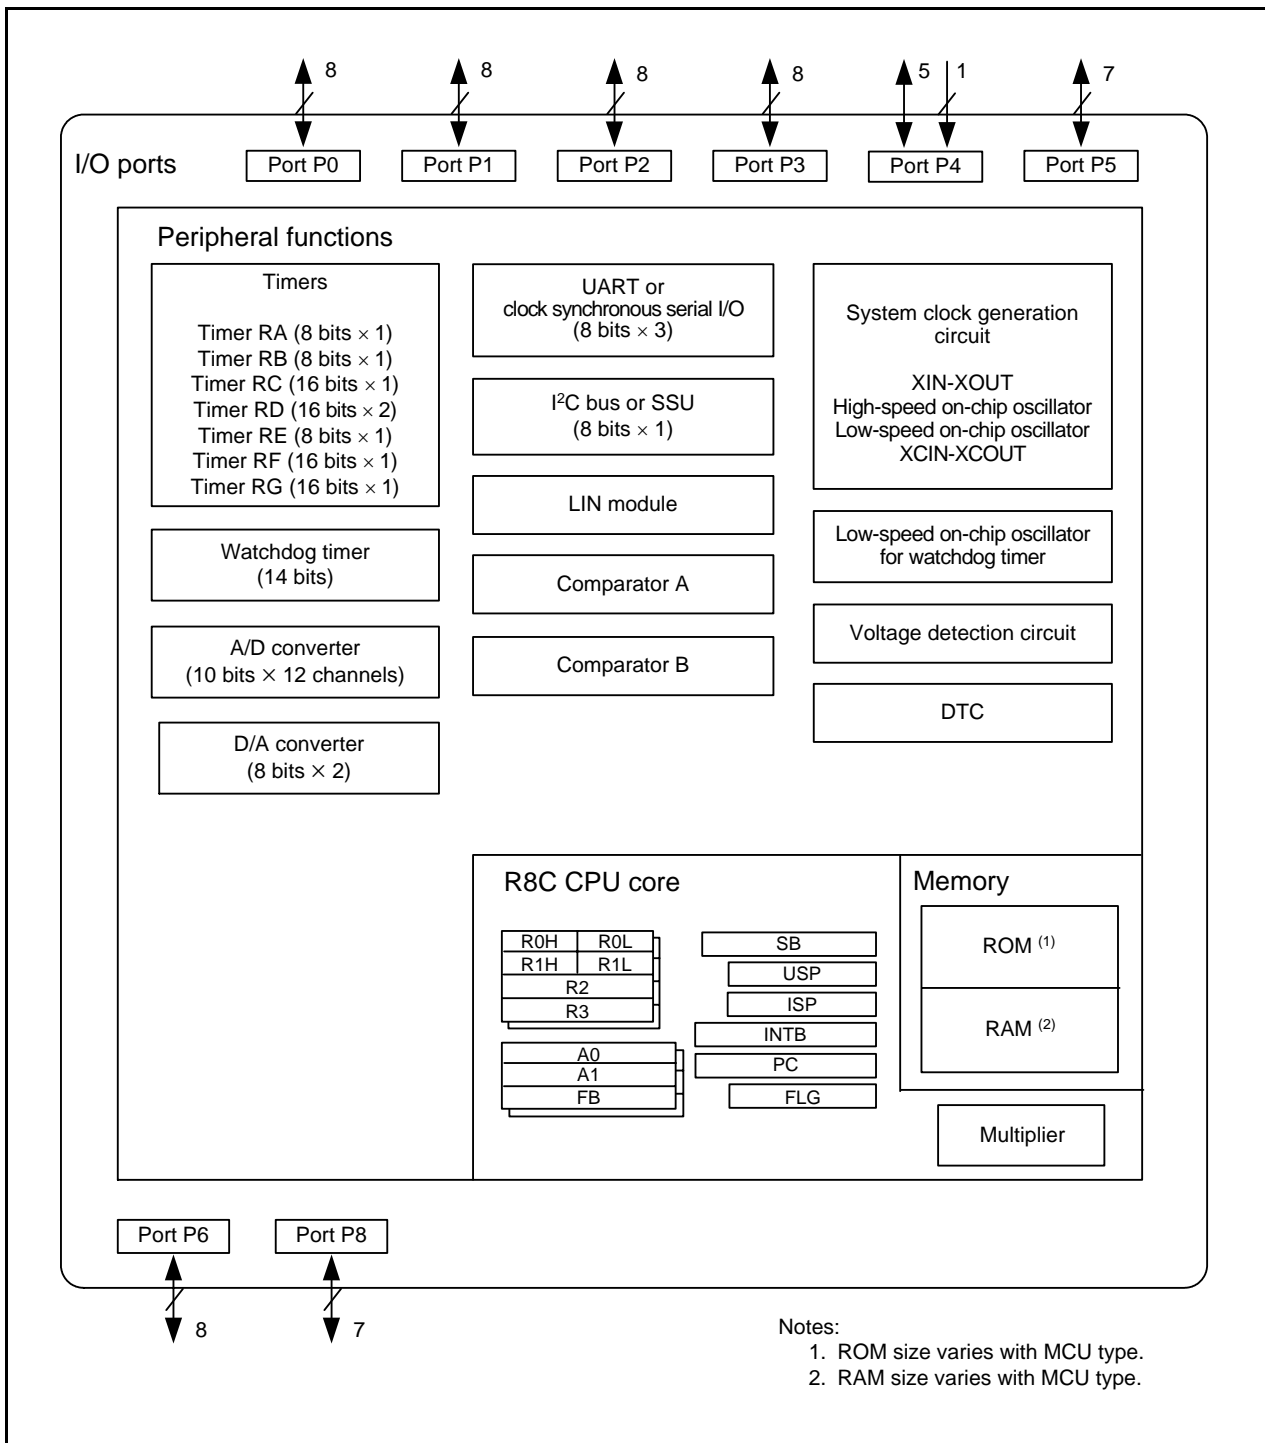 8 8 8 8 5 1 7
I/O ports
Port P0 Port P1 Port P2 Port P3 Port P4 Port P5
Peripheral functions
Timers
Timer RA (8 bits × 1)
Timer RB (8 bits × 1)
Timer RC (16 bits × 1)
Timer RD (16 bits × 2)
Timer RE (8 bits × 1)
Timer RF (16 bits × 1)
Timer RG (16 bits × 1)
Watchdog timer
(14 bits)
A/D converter
(10 bits × 12 channels)
D/A converter
(8 bits × 2)
UART or
clock synchronous serial I/O
(8 bits × 3)
I²C bus or SSU
(8 bits × 1)
LIN module
Comparator A
Comparator B
System clock generation
circuit
XIN-XOUT
High-speed on-chip oscillator
Low-speed on-chip oscillator
XCIN-XCOUT
Low-speed on-chip oscillator
for watchdog timer
Voltage detection circuit
DTC
R8C CPU core
R0H R0L
R1H R1L
R2
R3
A0
A1
FB
SB
USP
ISP
INTB
PC
FLG
Memory
ROM (1)
RAM (2)
Multiplier
Port P6 Port P8
8 7
Notes:
1. ROM size varies with MCU type.
2. RAM size varies with MCU type.